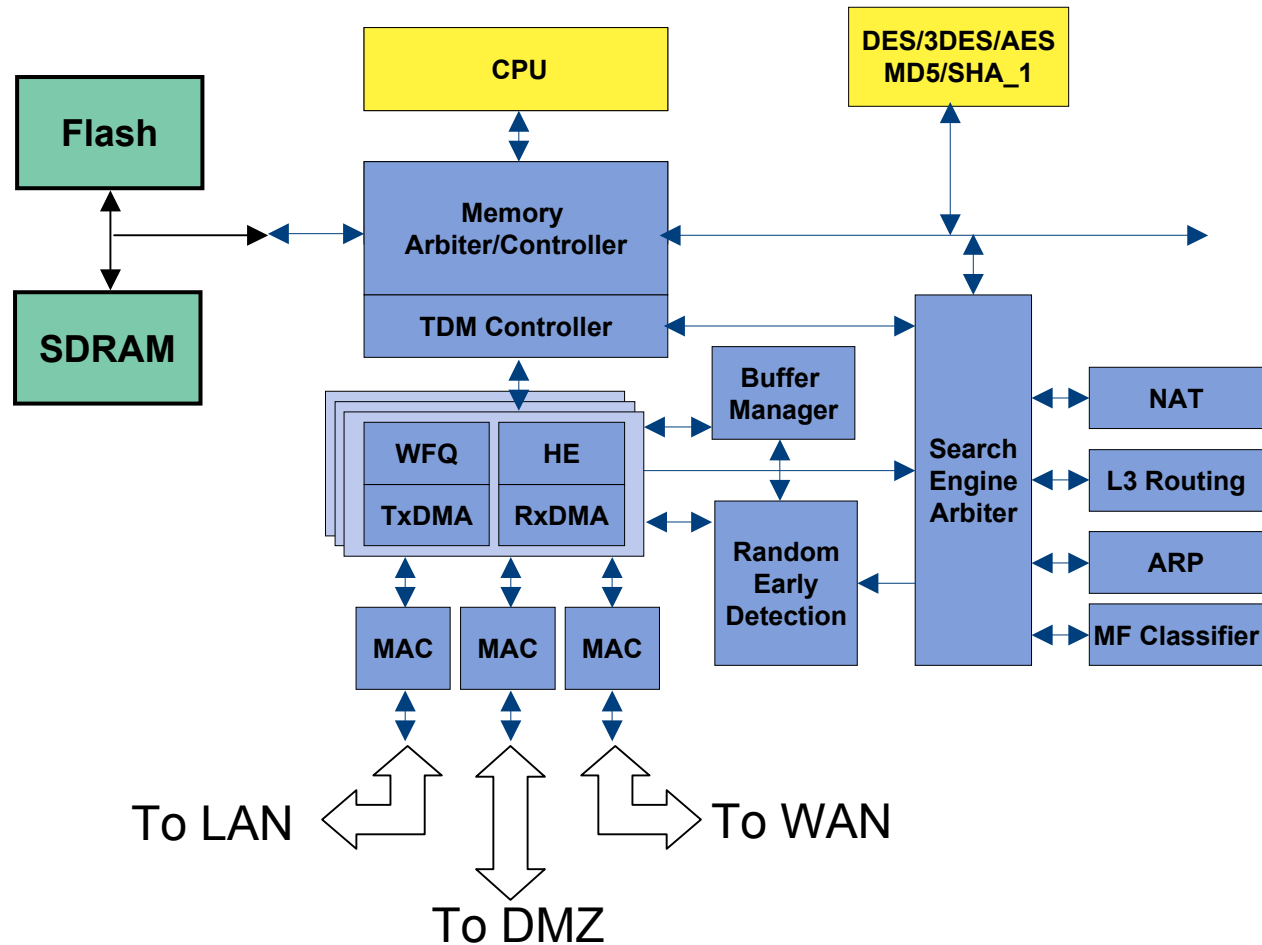 CPU
DES/3DES/AES
MD5/SHA_1
Flash
Memory
Arbiter/Controller
SDRAM
TDM Controller
Buffer
Manager
NAT
WFQ
HE
Search
Engine
Arbiter
L3 Routing
TxDMA
RxDMA
Random
Early
Detection
ARP
MF Classifier
MAC
MAC
MAC
To LAN
To WAN
To DMZ